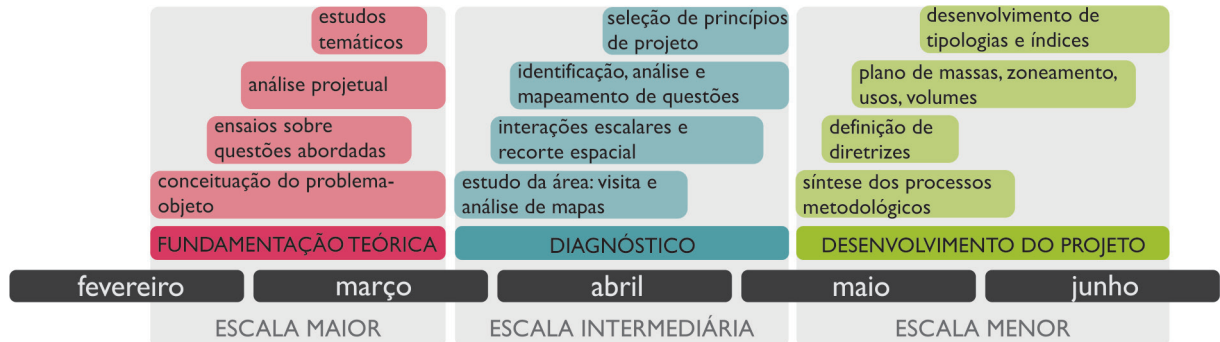 estudos
temáticos
análise projetual
ensaios sobre
questões abordadas
conceituação do problema-
objeto
FUNDAMENTAÇÃO TEÓRICA
seleção de princípios
de projeto
identificação, análise e
mapeamento de questões
interações escalares e
recorte espacial
estudo da área: visita e
análise de mapas
DIAGNÓSTICO
desenvolvimento de
tipologias e índices
plano de massas, zoneamento,
usos, volumes
definição de
diretrizes
síntese dos processos
metodológicos
DESENVOLVIMENTO DO PROJETO
fevereiro
março
abril
maio
junho
ESCALA MAIOR
ESCALA INTERMEDIÁRIA
ESCALA MENOR